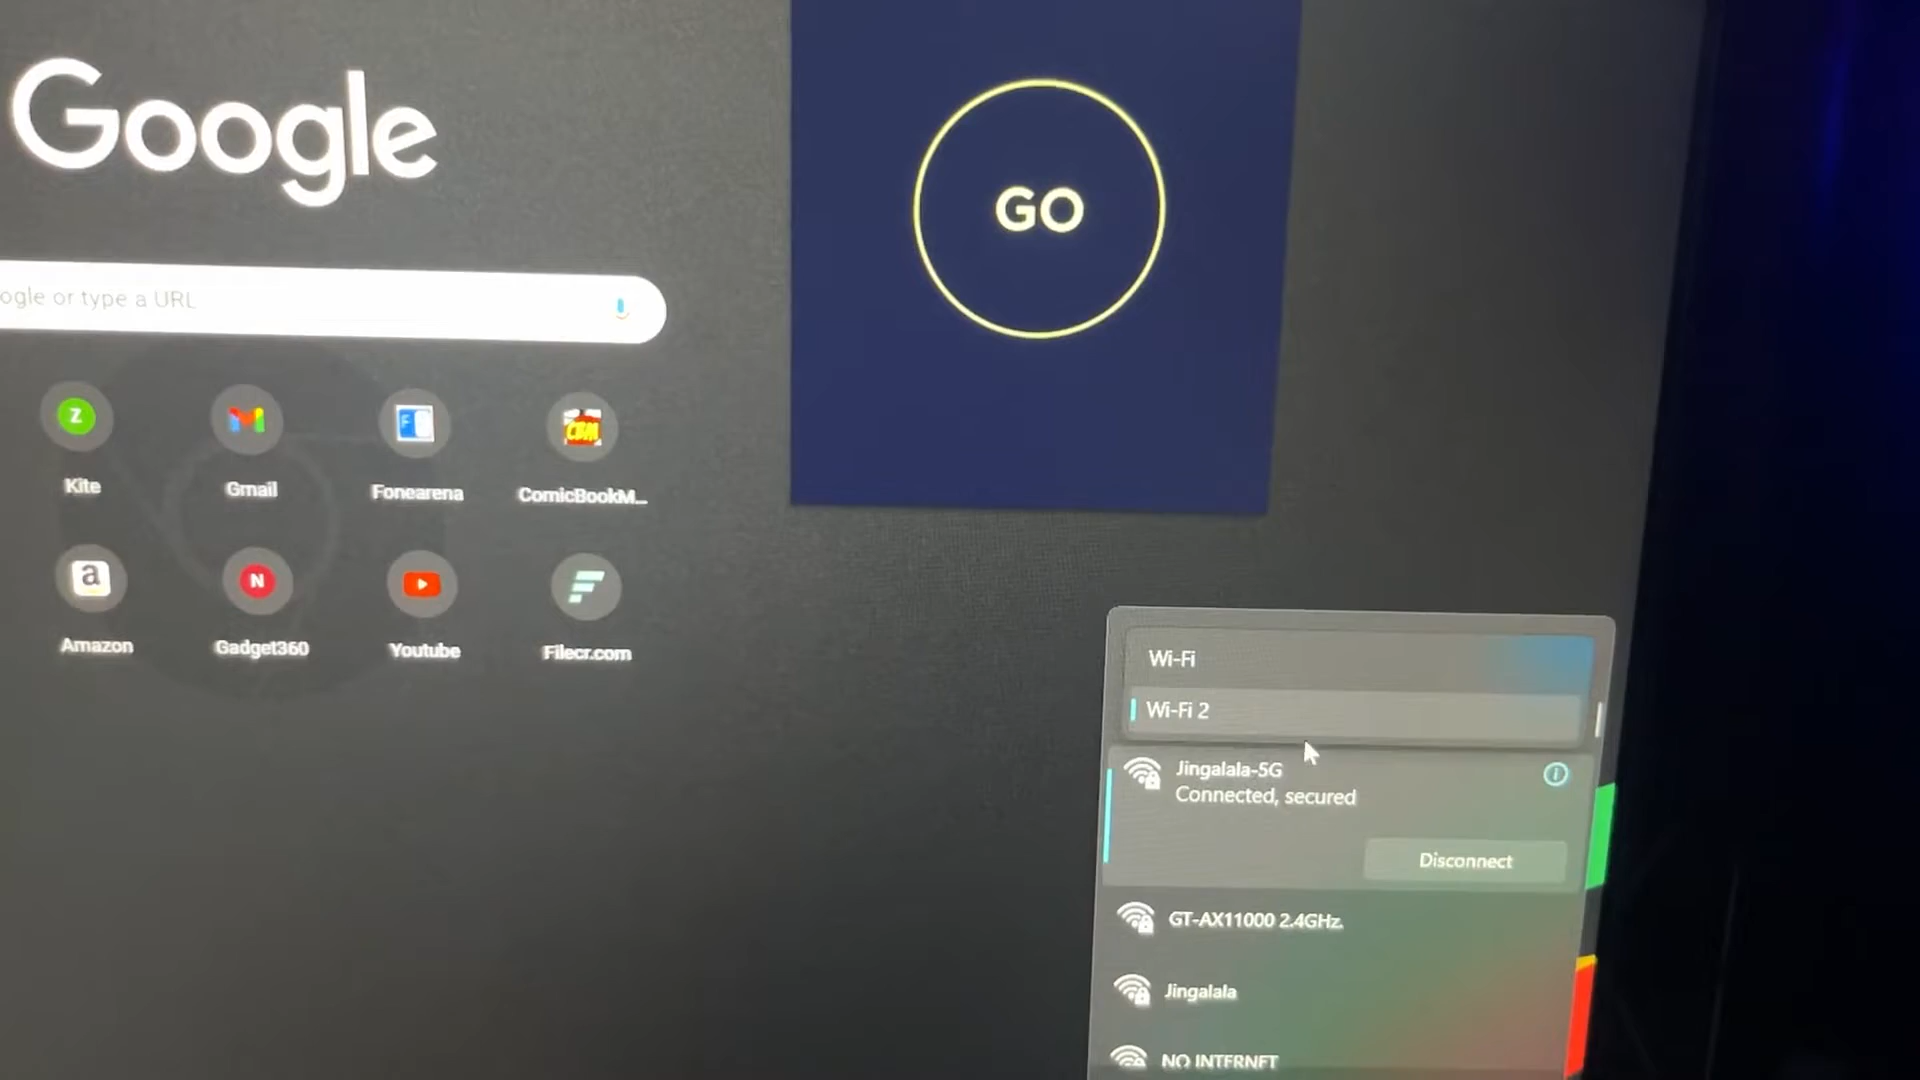 Google
GO
ogle or type a URL
Z
Kite
Gmail
F
Fonearena
CBM
ComicBookM...
a
Amazon
N
Gadget360
Youtube
Filecr.com
Wi-Fi
Wi-Fi 2
Jingalala-5G
Connected, secured
Disconnect
GT-AX11000 2.4GHz.
Jingalala
NO INTERNET